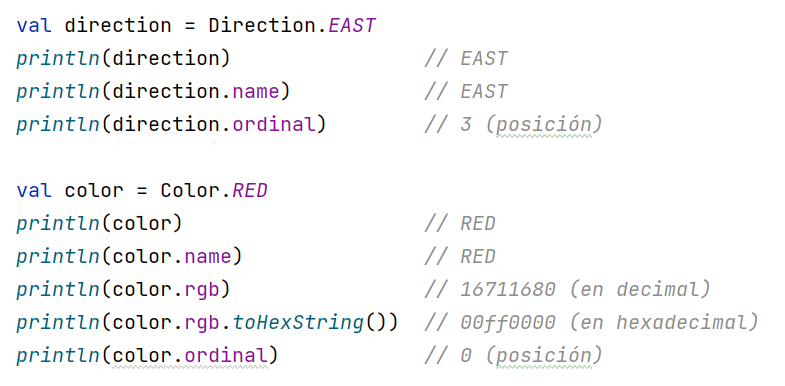 val direction = Direction.EAST
println(direction)                // EAST
println(direction.name)           // EAST
println(direction.ordinal)        // 3 (posición)

val color = Color.RED
println(color)                    // RED
println(color.name)               // RED
println(color.rgb)                // 16711680 (en decimal)
println(color.rgb.toHexString())  // 00ff0000 (en hexadecimal)
println(color.ordinal)            // 0 (posición)